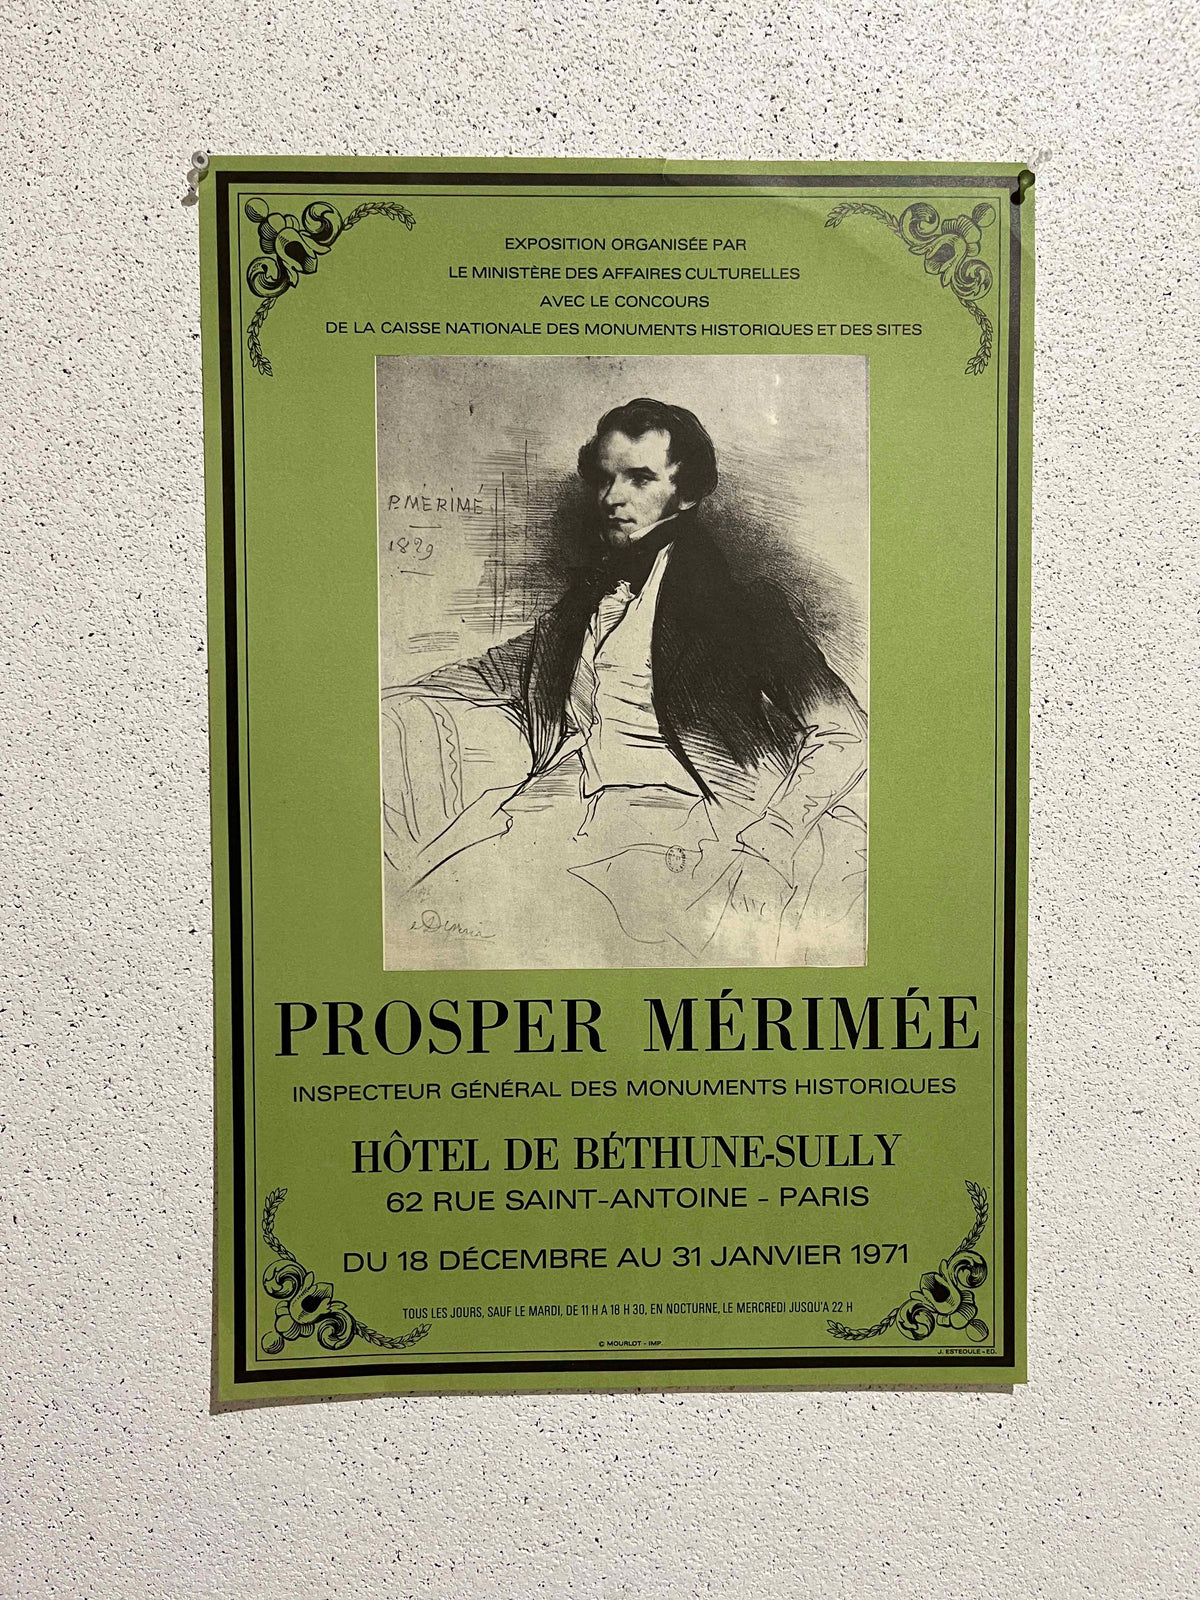 EXPOSITION ORGANISÉE PAR
LE MINISTÈRE DES AFFAIRES CULTURELLES
AVEC LE CONCOURS
DE LA CAISSE NATIONALE DES MONUMENTS HISTORIQUES ET DES SITES
P. MÉRIMÉ
1829
PROSPER MÉRIMÉE
INSPECTEUR GÉNÉRAL DES MONUMENTS HISTORIQUES
HÔTEL DE BÉTHUNE-SULLY
62 RUE SAINT-ANTOINE - PARIS
DU 18 DÉCEMBRE AU 31 JANVIER 1971
TOUS LES JOURS, SAUF LE MARDI, DE 11 H A 18 H 30, EN NOCTURNE, LE MERCREDI JUSQU'A 22 H
© MOURLOT - IMP.
J. ESTEOULE - ED.